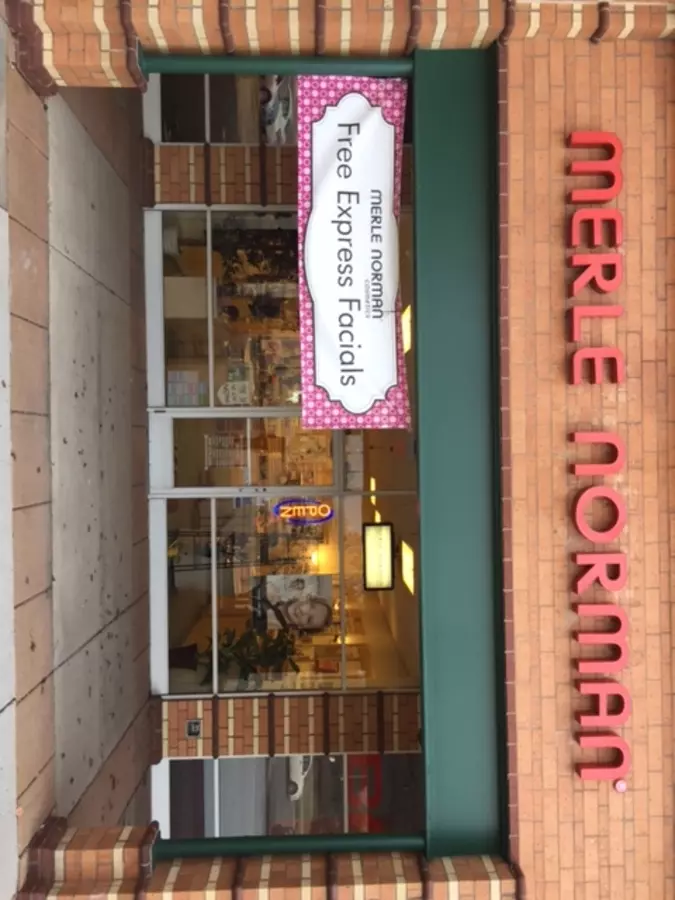 MERLE NORMAN
MERLE NORMAN
COSMETICS
Free Express Facials
OPEN